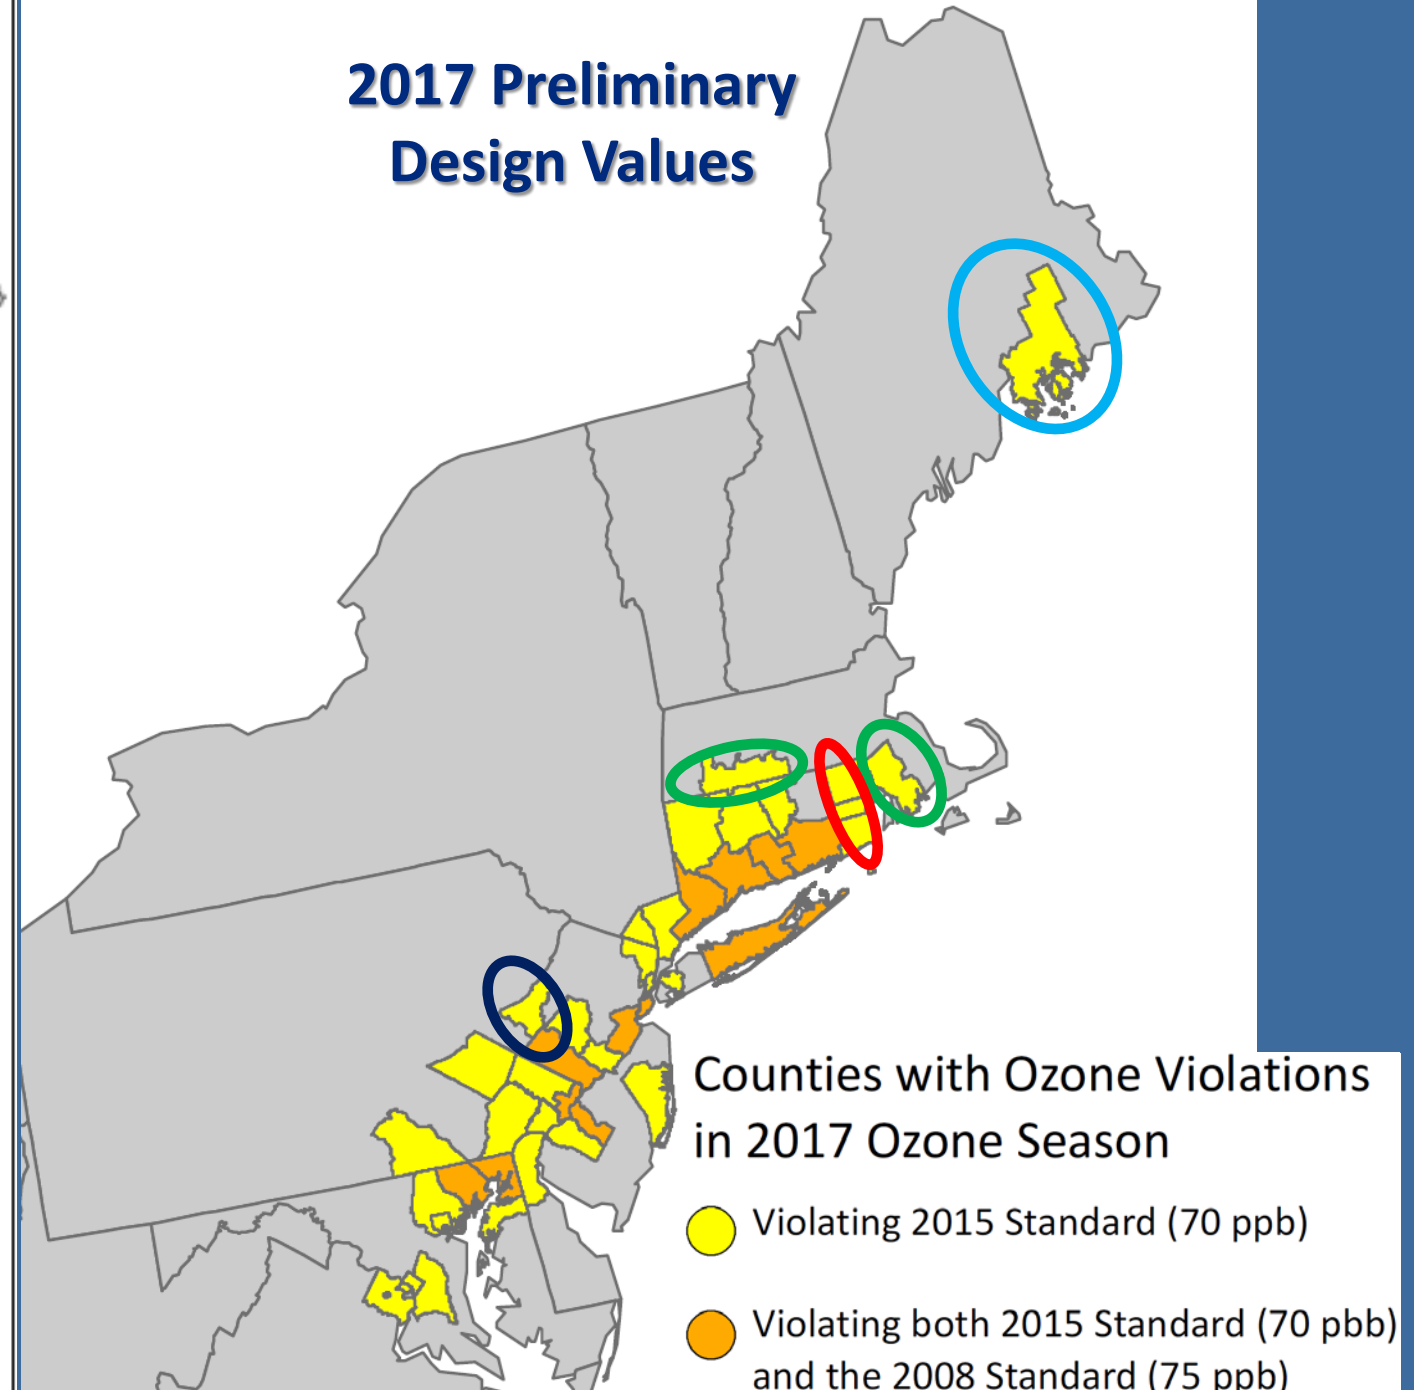 2017 Preliminary
Design Values
Counties with Ozone Violations
in 2017 Ozone Season
Violating 2015 Standard (70 ppb)
Violating both 2015 Standard (70 pbb)
and the 2008 Standard (75 ppb)